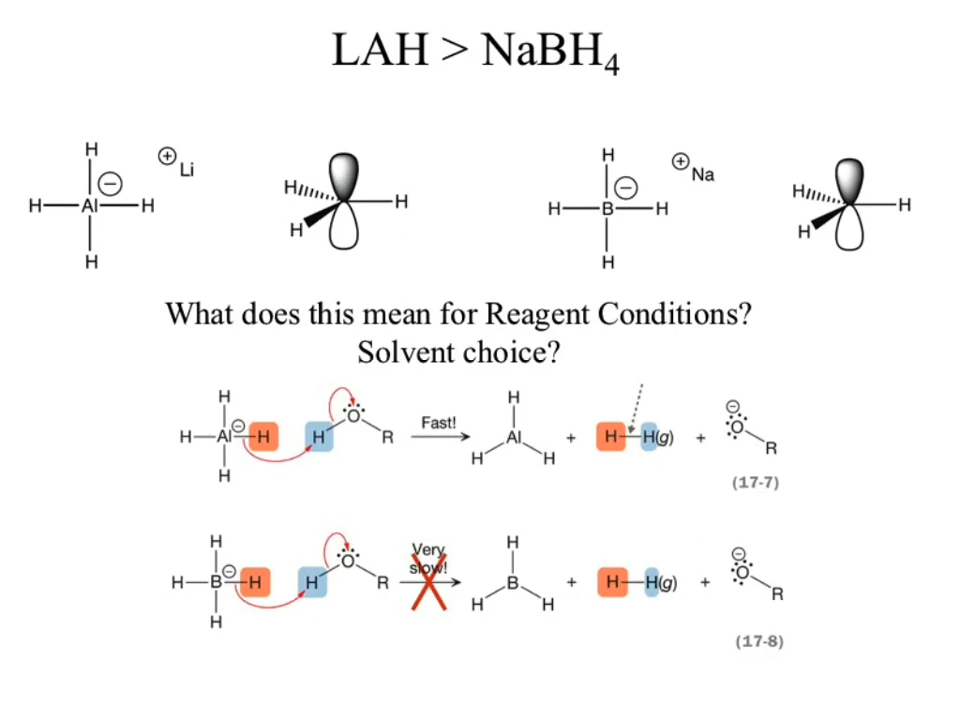 LAH > NaBH₄
H
⊕
Li
H—Al—H
⊖
H
H
H
H
H
⊕
Na
H—B—H
⊖
H
H
H
H
What does this mean for Reagent Conditions?
Solvent choice?
H
H—Al—H
⊖
H
H
O
R
Fast!
H
Al
H
H
+
H—H(g)
+
⊖
O
R
(17-7)
H
H—B—H
⊖
H
H
O
R
Very
slow!
H
B
H
H
+
H—H(g)
+
⊖
O
R
(17-8)